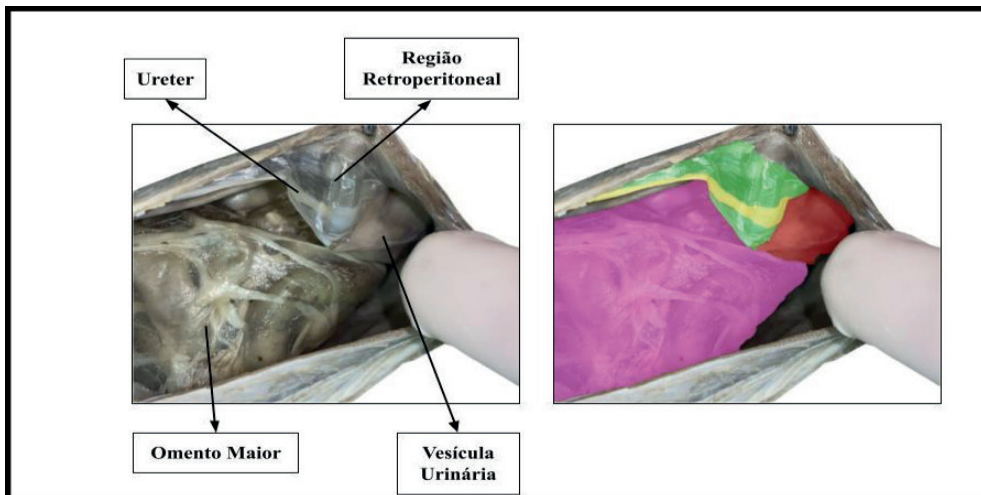 Ureter
Região
Retroperitoneal
Omento Maior
Vesícula
Urinária